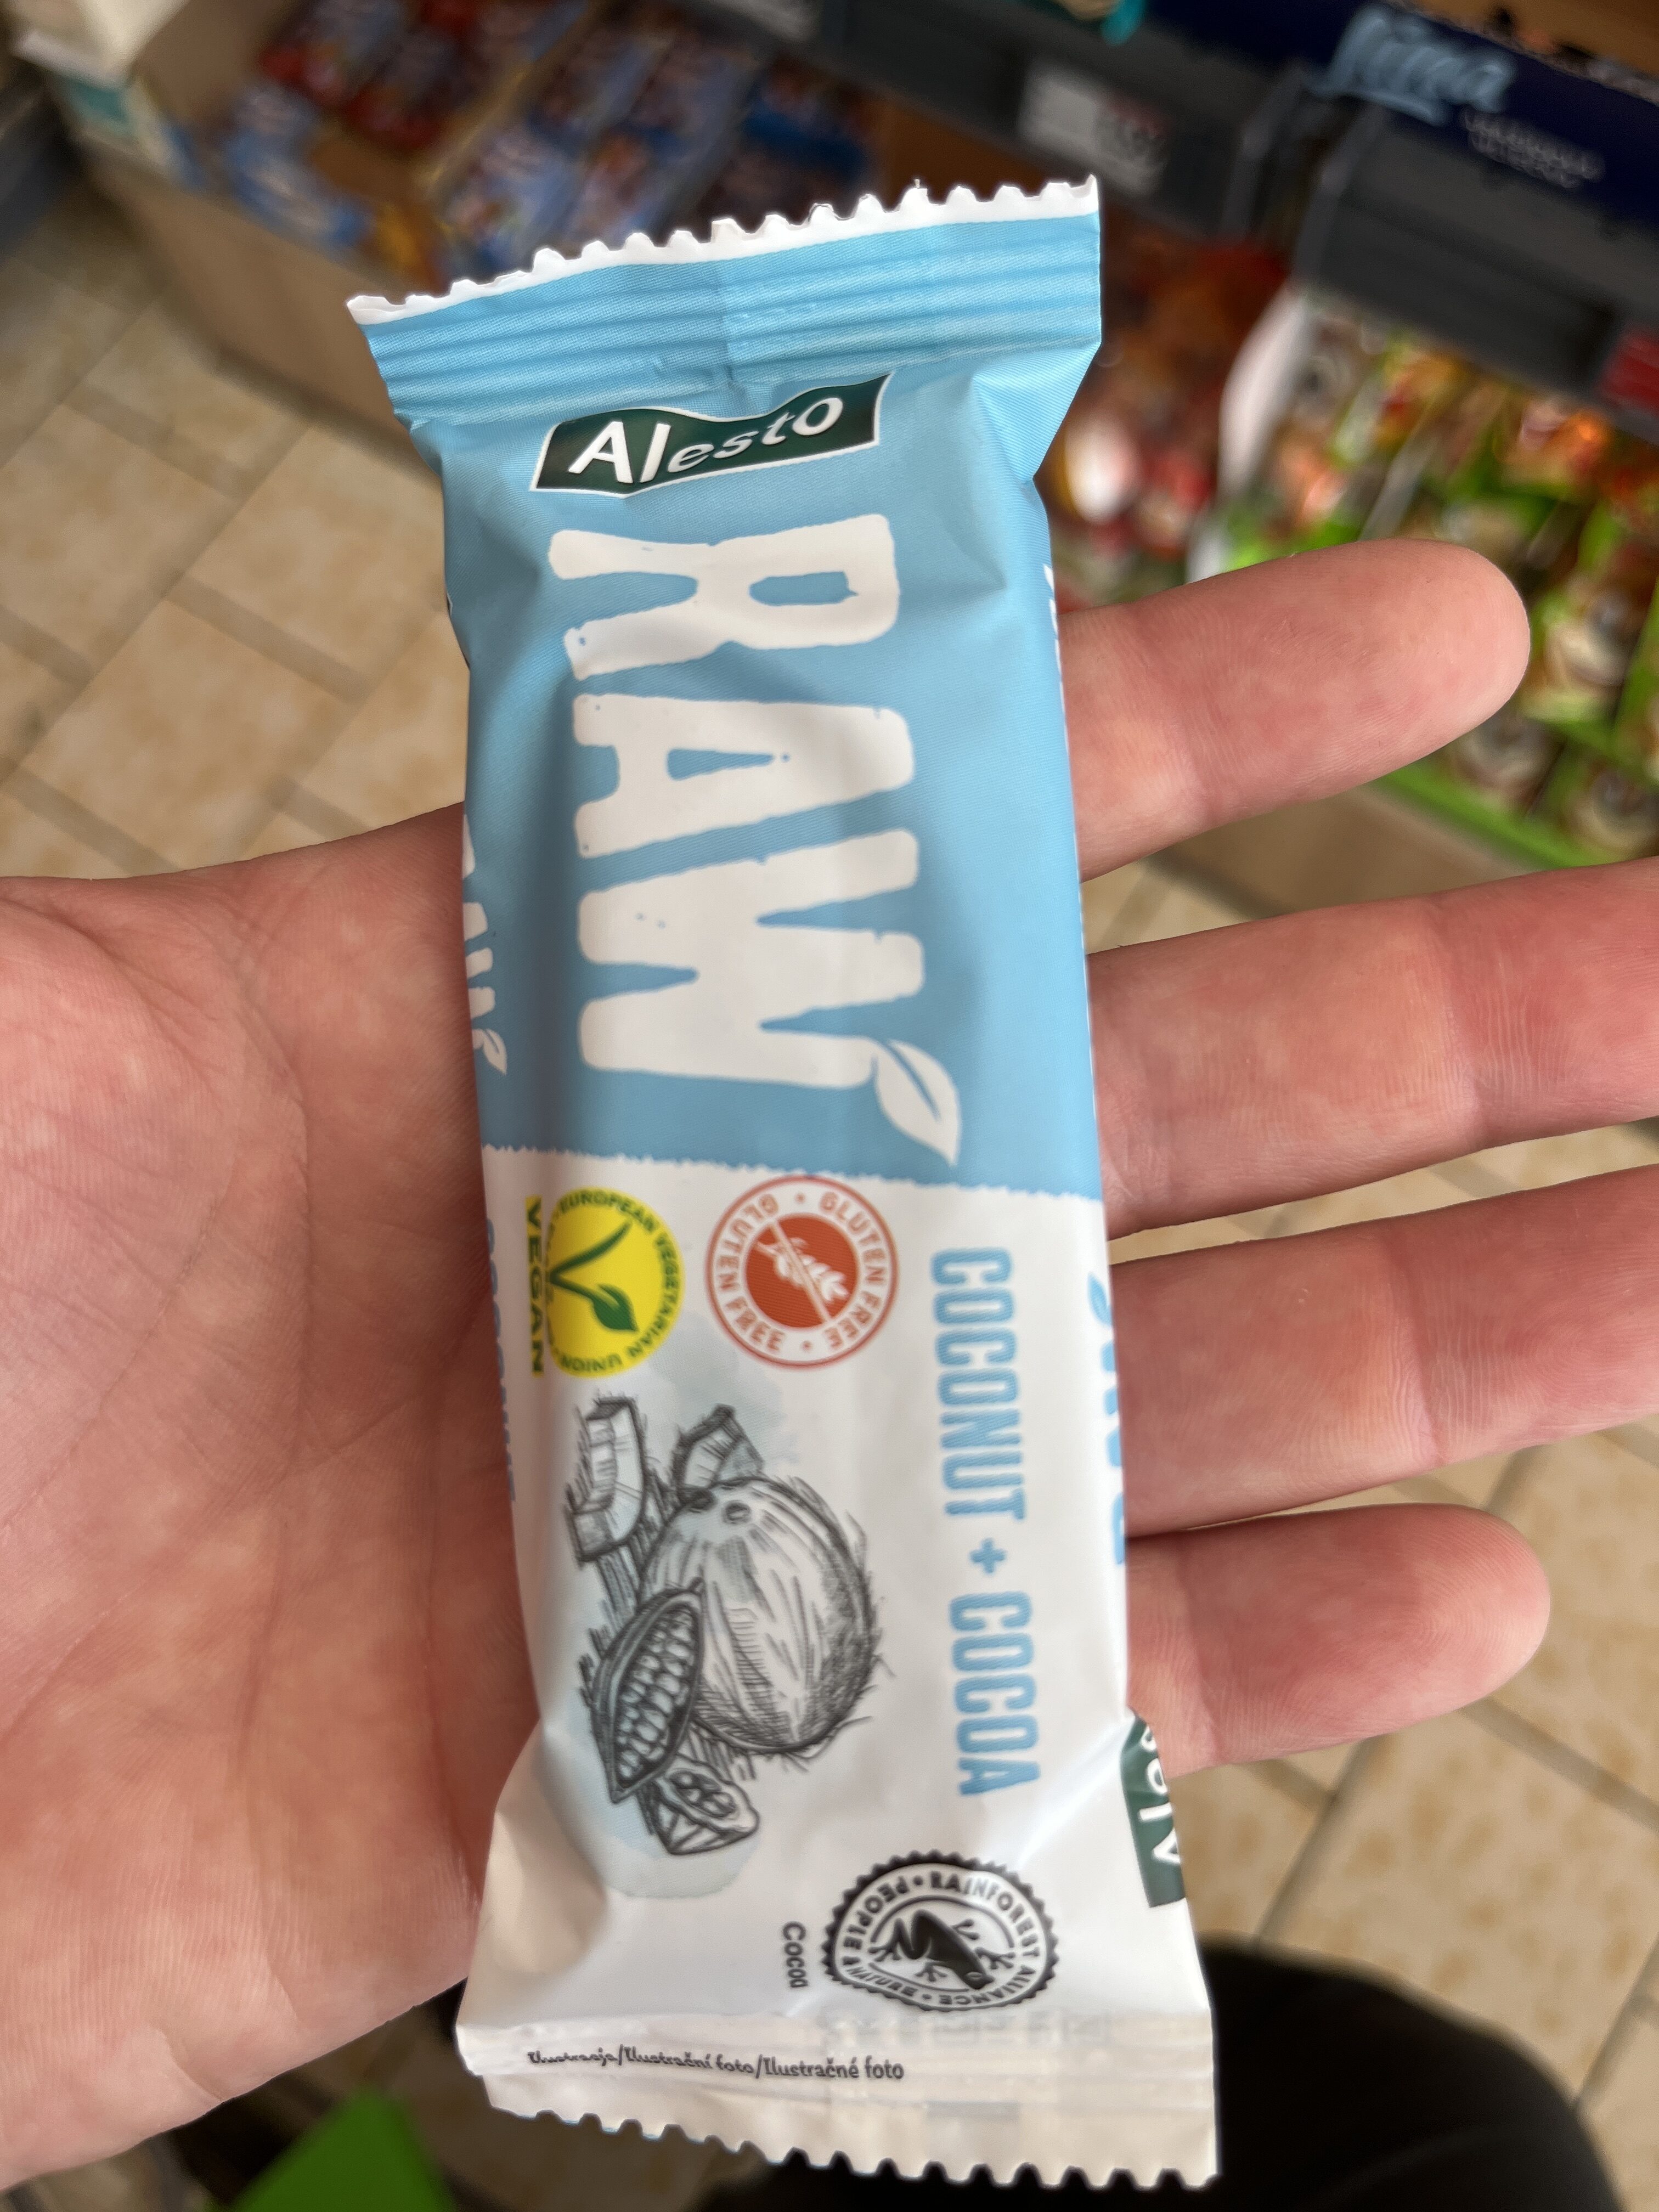 Alesto
RAW
COCONUT + COCOA
GLUTEN FREE • GLUTEN FREE •
EUROPEAN VEGETARIAN UNION
VEGAN
PEOPLE & NATURE • RAINFOREST ALLIANCE •
Cocoa
Ilustracja/Ilustrační foto/Ilustračné foto